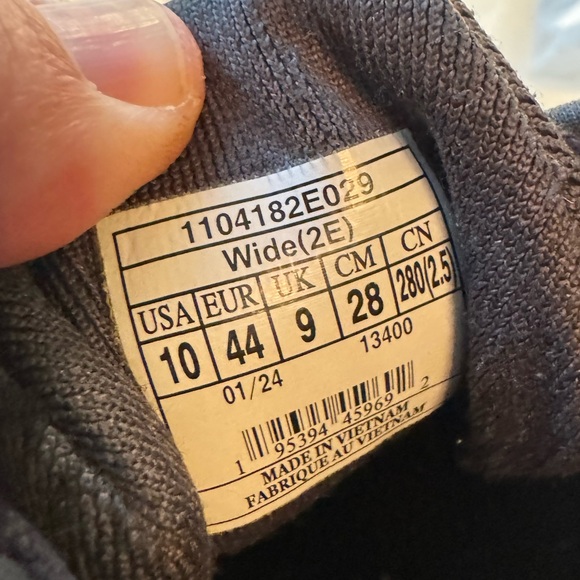 1104182E029
Wide(2E)
USA EUR UK CM CN
10 44 9 28 280(2.5)
01/24 13400
1 95394 45969 2
MADE IN VIETNAM
FABRIQUE AU VIETNAM